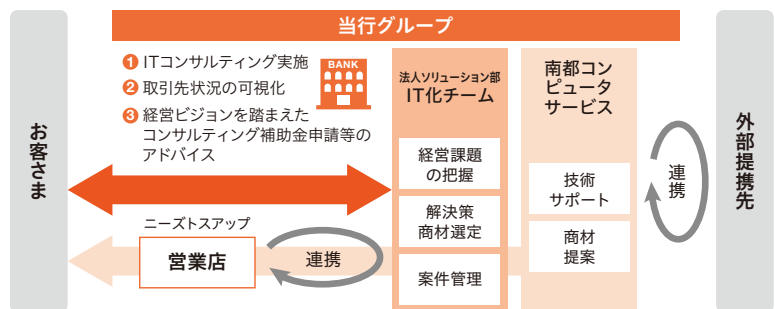 当行グループ
お客さま
❶ ITコンサルティング実施
❷ 取引先状況の可視化
❸ 経営ビジョンを踏まえた
コンサルティング補助金申請等の
アドバイス
BANK
ニーズトスアップ
営業店
連携
法人ソリューション部
IT化チーム
経営課題
の把握
解決策
商材選定
案件管理
南都コン
ピュータ
サービス
技術
サポート
商材
提案
連携
外部提携先